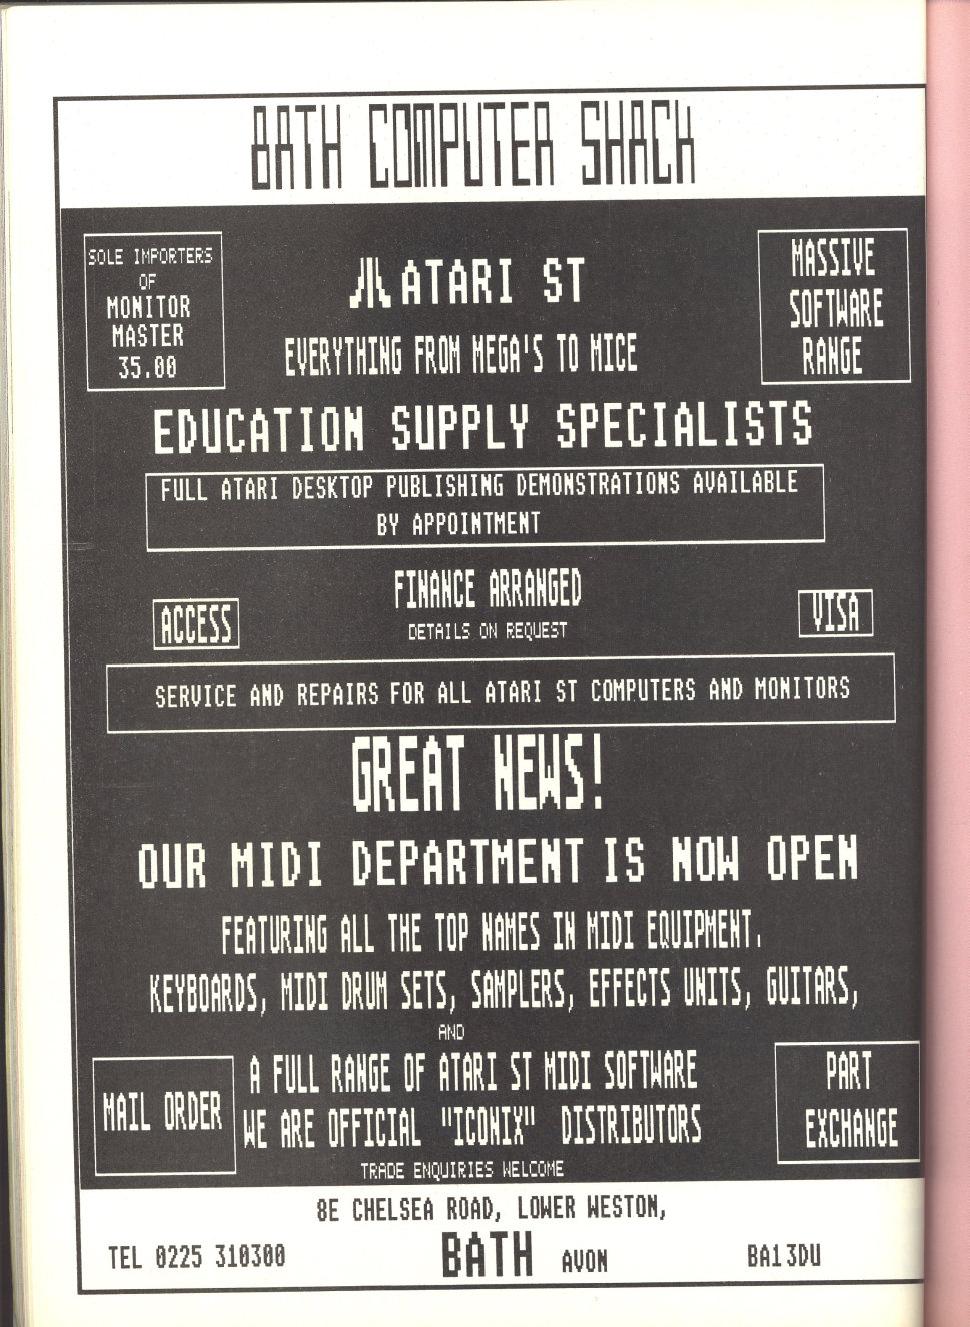 BATH COMPUTER SHACK
SOLE IMPORTERS
OF
MONITOR
MASTER
35.00
ATARI ST
EVERYTHING FROM MEGA'S TO MICE
MASSIVE
SOFTWARE
RANGE
EDUCATION SUPPLY SPECIALISTS
FULL ATARI DESKTOP PUBLISHING DEMONSTRATIONS AVAILABLE
BY APPOINTMENT
FINANCE ARRANGED
DETAILS ON REQUEST
ACCESS
VISA
SERVICE AND REPAIRS FOR ALL ATARI ST COMPUTERS AND MONITORS
GREAT NEWS!
OUR MIDI DEPARTMENT IS NOW OPEN
FEATURING ALL THE TOP NAMES IN MIDI EQUIPMENT.
KEYBOARDS, MIDI DRUM SETS, SAMPLERS, EFFECTS UNITS, GUITARS,
AND
A FULL RANGE OF ATARI ST MIDI SOFTWARE
WE ARE OFFICIAL "ICONIX" DISTRIBUTORS
TRADE ENQUIRIES WELCOME
MAIL ORDER
PART
EXCHANGE
8E CHELSEA ROAD, LOWER WESTON,
TEL 0225 310300
BATH AVON
BA1 3DU